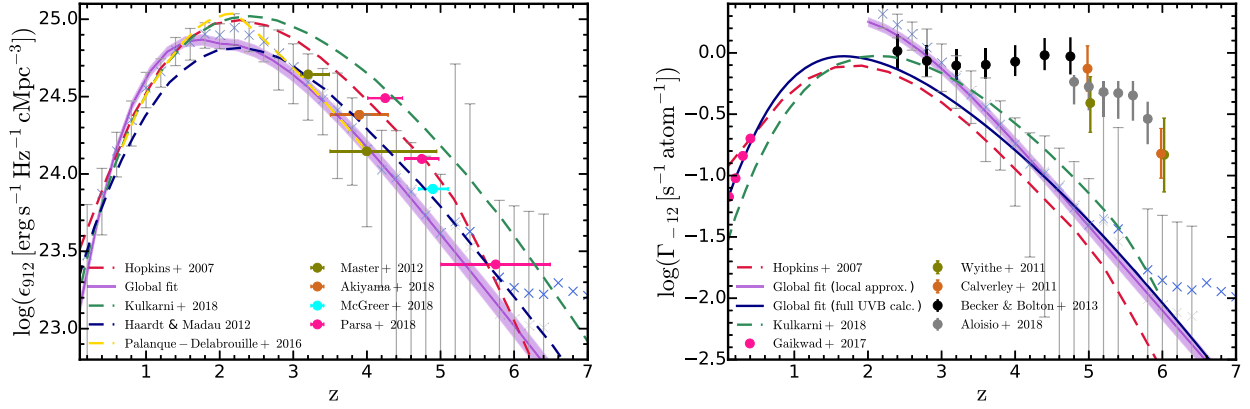 log(ϵ₉₁₂ [erg s⁻¹ Hz⁻¹ cMpc⁻³])
25.0
24.5
24.0
23.5
23.0
Hopkins + 2007
Global fit
Kulkarni + 2018
Haardt & Madau 2012
Palanque − Delabrouille + 2016
Master + 2012
Akiyama + 2018
McGreer + 2018
Parsa + 2018
1 2 3 4 5 6 7
z
log(Γ₋₁₂ [s⁻¹ atom⁻¹])
0.0
−0.5
−1.0
−1.5
−2.0
−2.5
Hopkins + 2007
Global fit (local approx.)
Global fit (full UVB calc.)
Kulkarni + 2018
Gaikwad + 2017
Wyithe + 2011
Calverley + 2011
Becker & Bolton + 2013
Aloisio + 2018
1 2 3 4 5 6 7
z